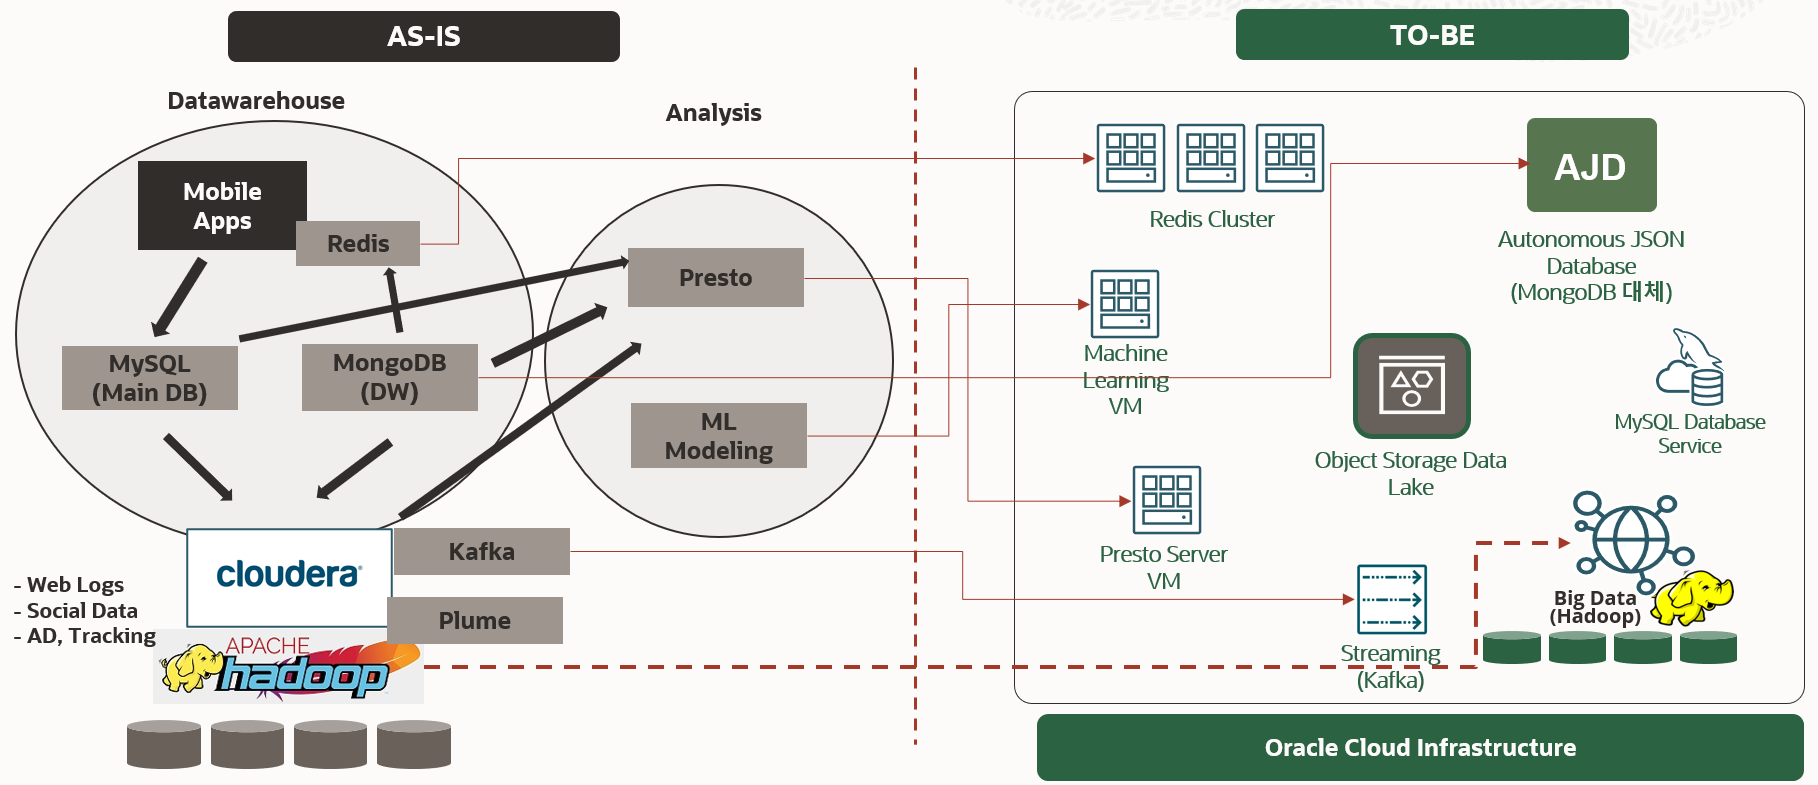 AS-IS
TO-BE
Datawarehouse
Analysis
Mobile
Apps
Redis
Presto
MySQL
(Main DB)
MongoDB
(DW)
ML
Modeling
cloudera
Kafka
Plume
- Web Logs
- Social Data
- AD, Tracking
APACHE
hadoop
Redis Cluster
AJD
Autonomous JSON
Database
(MongoDB 대체)
Machine
Learning
VM
MySQL Database
Service
Object Storage Data
Lake
Presto Server
VM
Big Data
(Hadoop)
Streaming
(Kafka)
Oracle Cloud Infrastructure